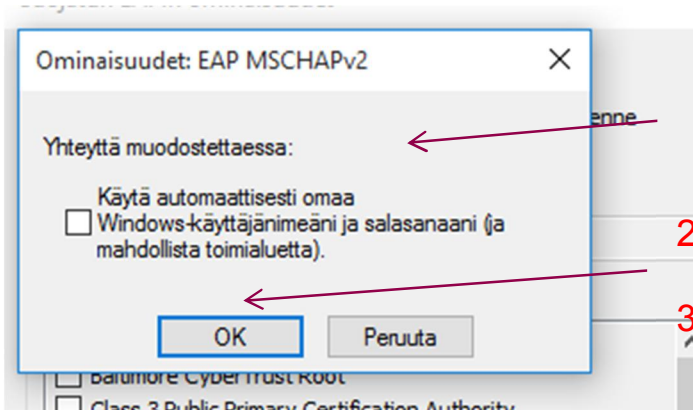 Ominaisuudet: EAP MSCHAPv2
enne
Yhteyttä muodostettaessa:
Käytä automaattisesti omaa
Windows-käyttäjänimeäni ja salasanaani (ja
mahdollista toimialuetta).
2
3
OK Peruuta
Baltimore CyberTrust Root
Class 3 Public Primary Certification Authority